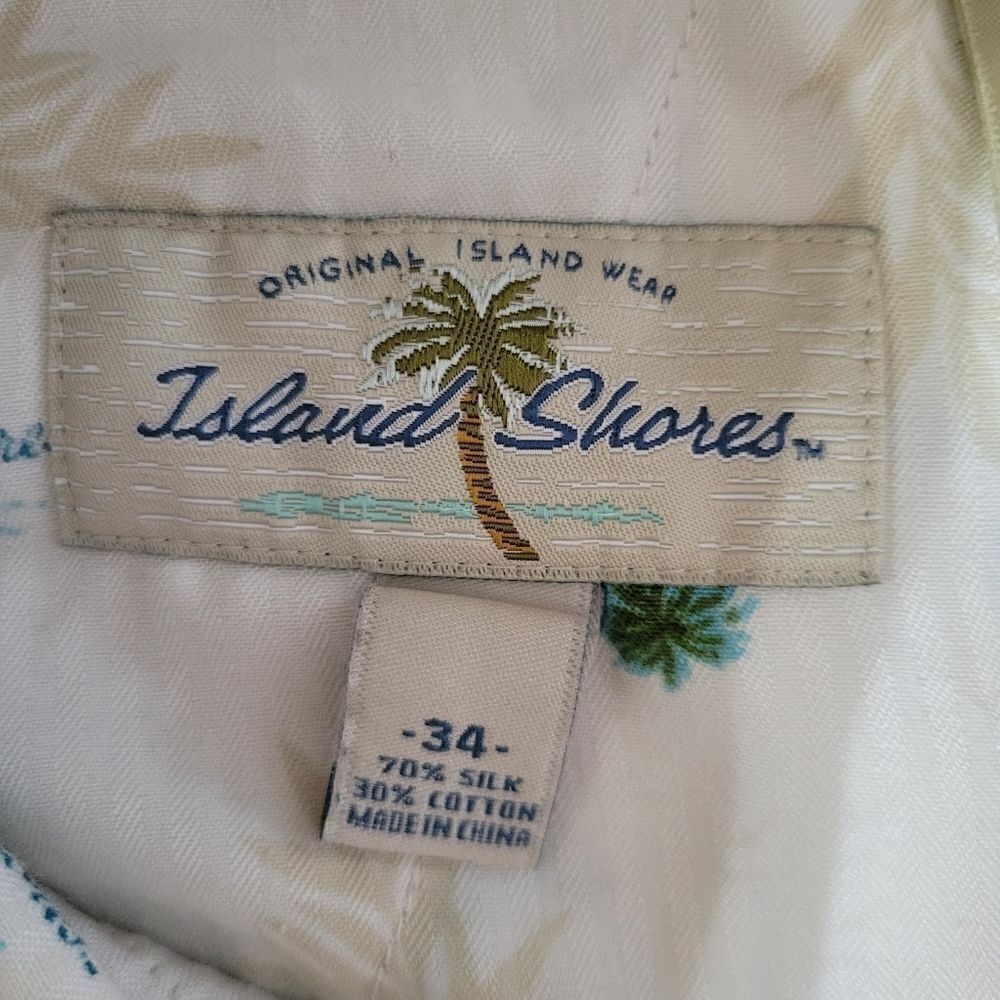 ORIGINAL ISLAND WEAR
Island Shores™
-34-
70% SILK
30% COTTON
MADE IN CHINA